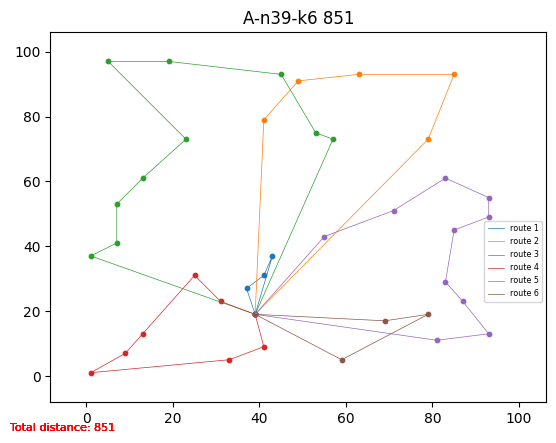 A-n39-k6 851
100
80
60
40
20
0
0 20 40 60 80 100
route 1
route 2
route 3
route 4
route 5
route 6
Total distance: 851